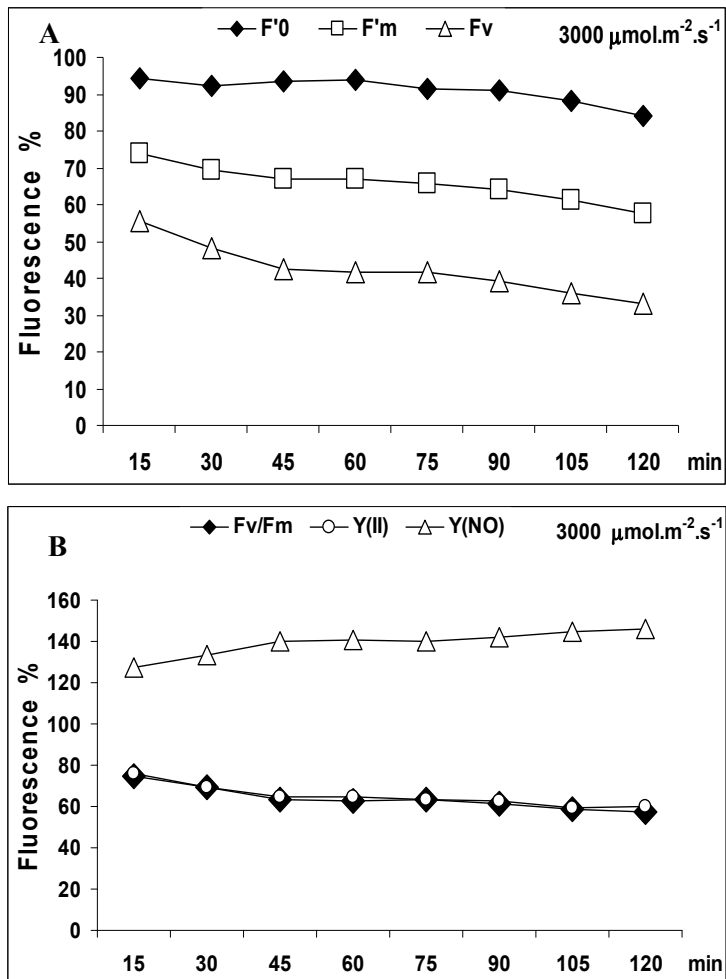 A
F'0 F'm Fv 3000 μmol.m-2.s-1
100
90
80
70
60
50
40
30
20
10
0
Fluorescence %
15 30 45 60 75 90 105 120 min
B
Fv/Fm Y(II) Y(NO) 3000 μmol.m-2.s-1
160
140
120
100
80
60
40
20
0
Fluorescence %
15 30 45 60 75 90 105 120 min